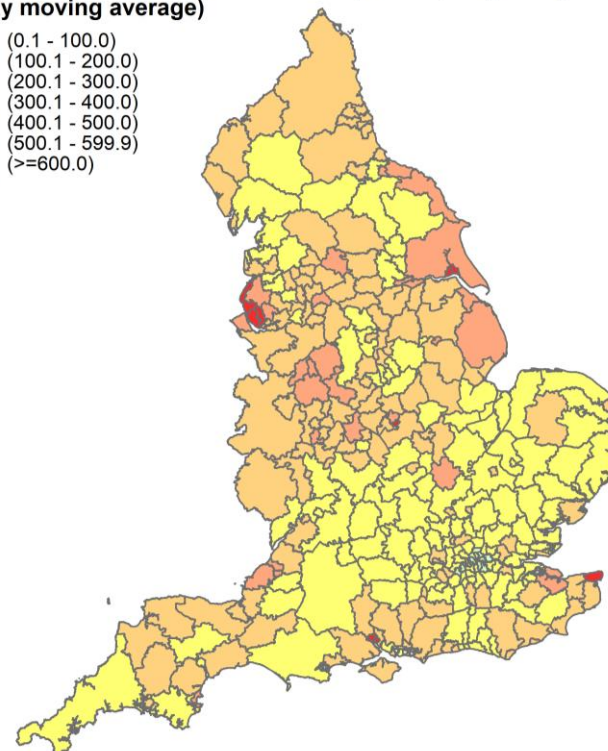 y moving average)
(0.1 - 100.0)
(100.1 - 200.0)
(200.1 - 300.0)
(300.1 - 400.0)
(400.1 - 500.0)
(500.1 - 599.9)
(>=600.0)